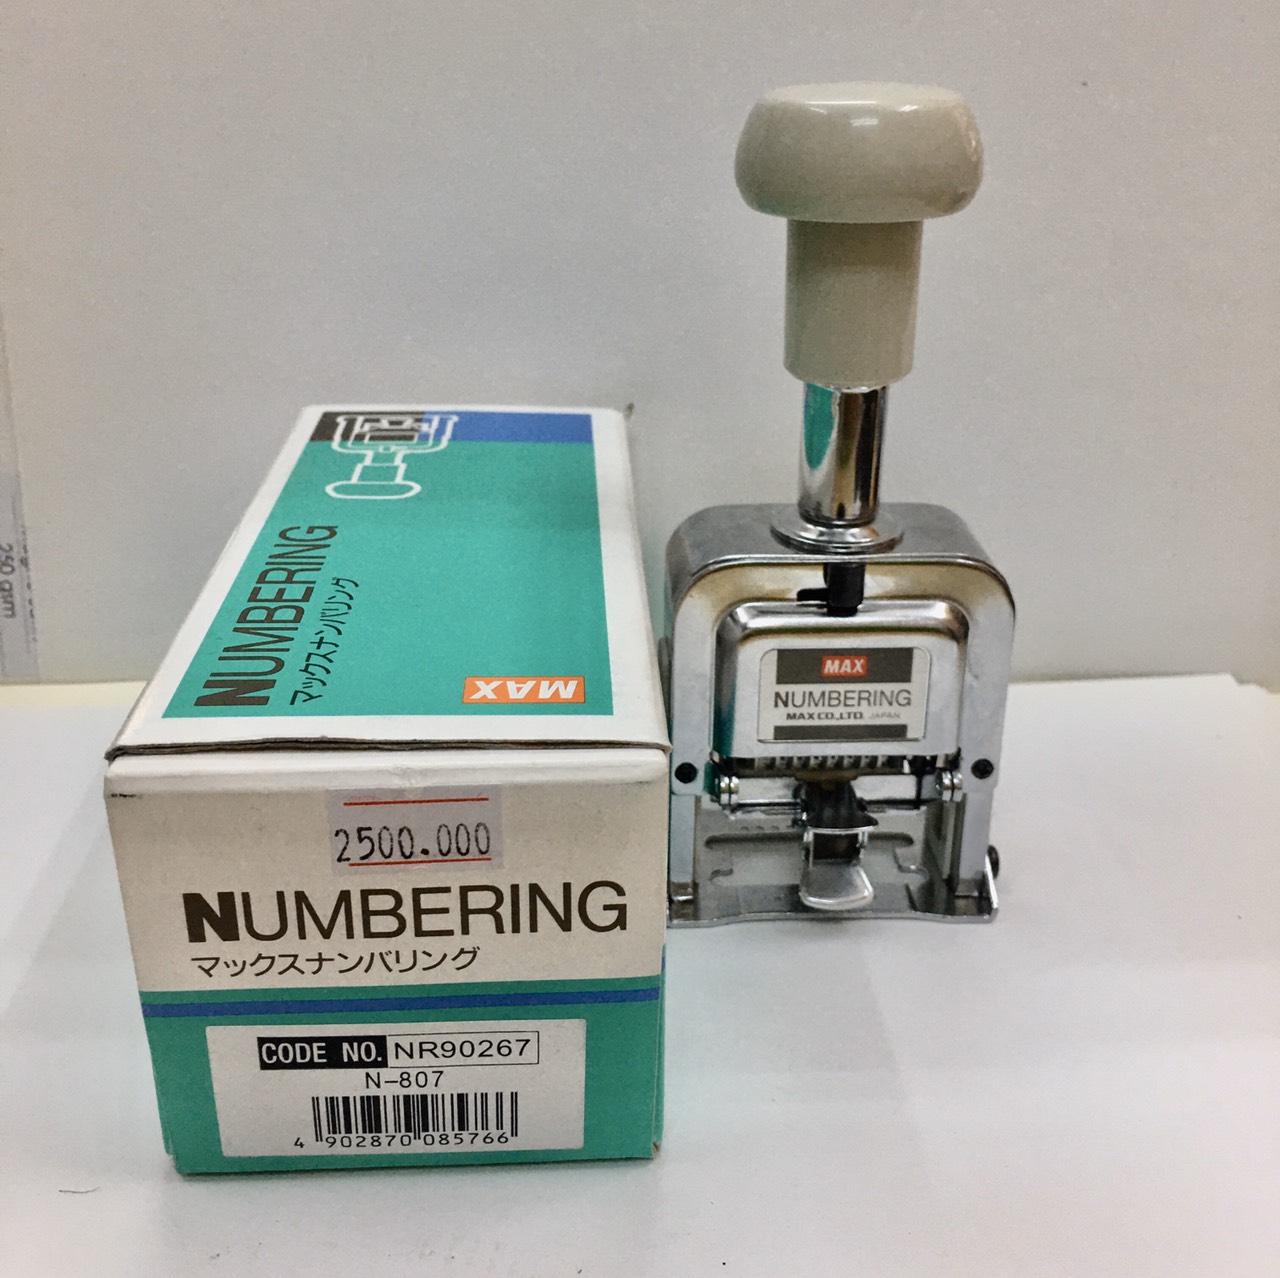 NUMBERING
マックスナンバリング
MAX
2500.000
NUMBERING
マックスナンバリング
CODE NO. NR90267
N-807
4 902870 085766
MAX
NUMBERING
MAX CO.,LTD. JAPAN
250 gsm